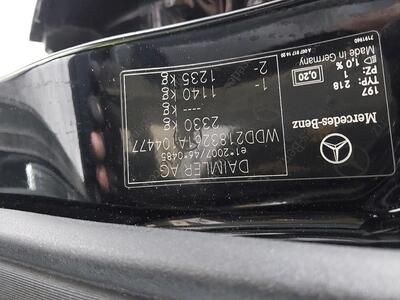 DAIMLER AG
e1*2007/46*0485
WDD2183261A104477
2330 kg
---- kg
1- 1140 kg
2- 1235 kg
Mercedes-Benz
197
TYP: 218
PZ: 1
0,20
1,0 %
Made in Germany